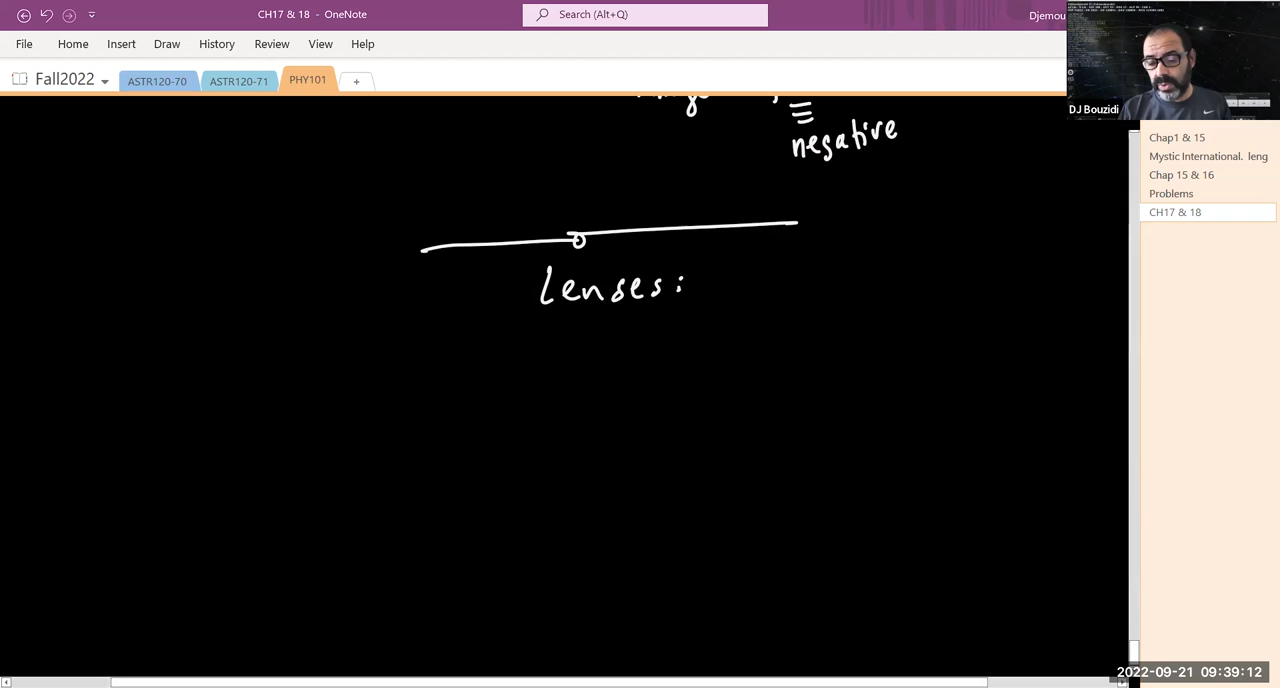 CH17 & 18 - OneNote
Search (Alt+Q)
Djemou
File Home Insert Draw History Review View Help
Fall2022 ASTR120-70 ASTR120-71 PHY101
DJ Bouzidi
negative
Lenses:
Chap1 & 15
Mystic International. leng
Chap 15 & 16
Problems
CH17 & 18
2022-09-21 09:39:12